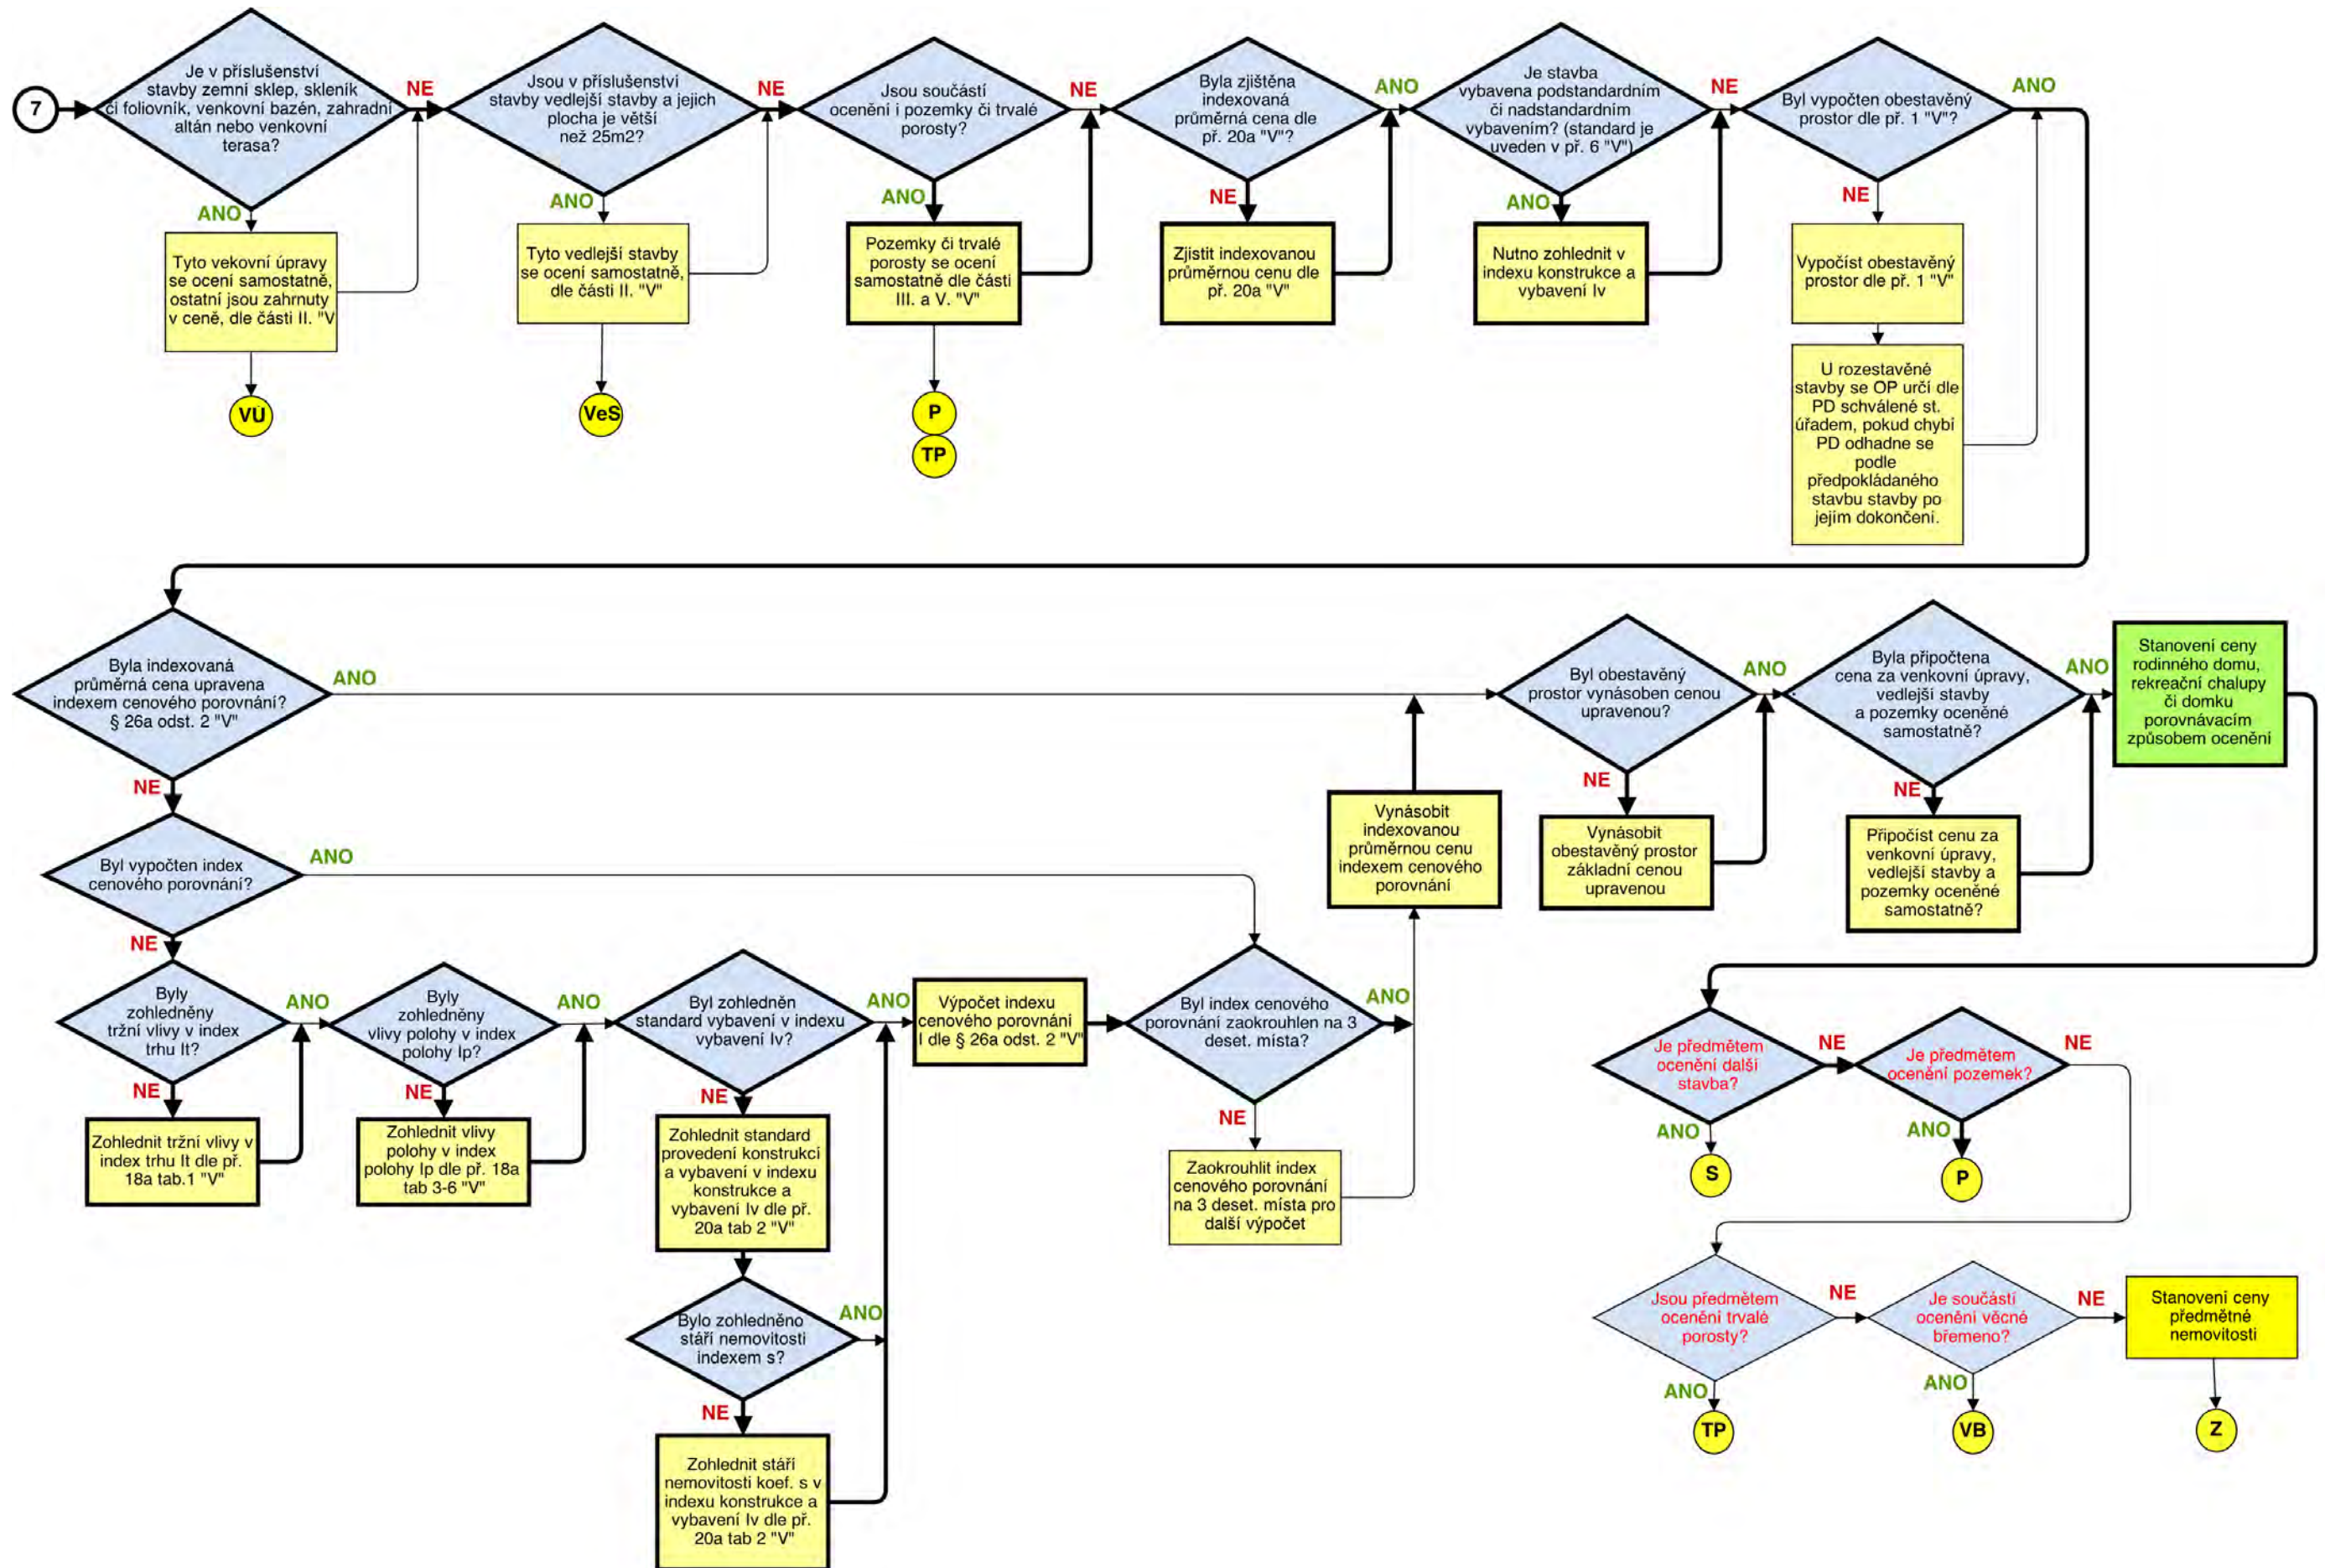 7
Je v příslušenství
stavby zemní sklep, skleník
či foliovník, venkovní bazén, zahradní
altán nebo venkovní
terasa?
NE
ANO
Tyto vekovní úpravy
se ocení samostatně,
ostatní jsou zahrnuty
v ceně, dle části II. "V
VÚ
Jsou v příslušenství
stavby vedlejší stavby a jejich
plocha je větší
než 25m2?
NE
ANO
Tyto vedlejší stavby
se ocení samostatně,
dle části II. "V"
VeS
Jsou součástí
ocenění i pozemky či trvalé
porosty?
NE
ANO
Pozemky či trvalé
porosty se ocení
samostatně dle části
III. a V. "V"
P
TP
Byla zjištěna
indexovaná
průměrná cena dle
př. 20a "V"?
ANO
NE
Zjistit indexovanou
průměrnou cenu dle
př. 20a "V"
Je stavba
vybavena podstandardním
či nadstandardním
vybavením? (standard je
uveden v př. 6 "V")
NE
ANO
Nutno zohlednit v
indexu konstrukce a
vybavení Iv
Byl vypočten obestavěný
prostor dle př. 1 "V"?
ANO
NE
Vypočíst obestavěný
prostor dle př. 1 "V"
U rozestavěné
stavby se OP určí dle
PD schválené st.
úřadem, pokud chybí
PD odhadne se
podle
předpokládaného
stavbu stavby po
jejím dokončení.
Byla indexovaná
průměrná cena upravena
indexem cenového porovnání?
§ 26a odst. 2 "V"
ANO
NE
Byl vypočten index
cenového porovnání?
ANO
NE
Byly
zohledněny
tržní vlivy v index
trhu It?
ANO
NE
Zohlednit tržní vlivy v
index trhu It dle př.
18a tab.1 "V"
Byly
zohledněny
vlivy polohy v index
polohy Ip?
ANO
NE
Zohlednit vlivy
polohy v index
polohy Ip dle př. 18a
tab 3-6 "V"
Byl zohledněn
standard vybavení v indexu
vybavení Iv?
ANO
NE
Zohlednit standard
provedení konstrukcí
a vybavení v indexu
konstrukce a
vybavení Iv dle př.
20a tab 2 "V"
Bylo zohledněno
stáří nemovitosti
indexem s?
ANO
NE
Zohlednit stáří
nemovitosti koef. s v
indexu konstrukce a
vybavení Iv dle př.
20a tab 2 "V"
Výpočet indexu
cenového porovnání
I dle § 26a odst. 2 "V"
Byl index cenového
porovnání zaokrouhlen na 3
deset. místa?
ANO
NE
Zaokrouhlit index
cenového porovnání
na 3 deset. místa pro
další výpočet
Vynásobit
indexovanou
průměrnou cenu
indexem cenového
porovnání
Byl obestavěný
prostor vynásoben cenou
upravenou?
ANO
NE
Vynásobit
obestavěný prostor
základní cenou
upravenou
Byla připočtena
cena za venkovní úpravy,
vedlejší stavby
a pozemky oceněné
samostatně?
ANO
NE
Připočíst cenu za
venkovní úpravy,
vedlejší stavby a
pozemky oceněné
samostatně?
Stanovení ceny
rodinného domu,
rekreační chalupy
či domku
porovnávacím
způsobem ocenění
Je předmětem
ocenění další
stavba?
NE
ANO
S
Je předmětem
ocenění pozemek?
NE
ANO
P
Jsou předmětem
ocenění trvalé
porosty?
NE
ANO
TP
Je součástí
ocenění věcné
břemeno?
NE
ANO
VB
Stanovení ceny
předmětné
nemovitosti
Z